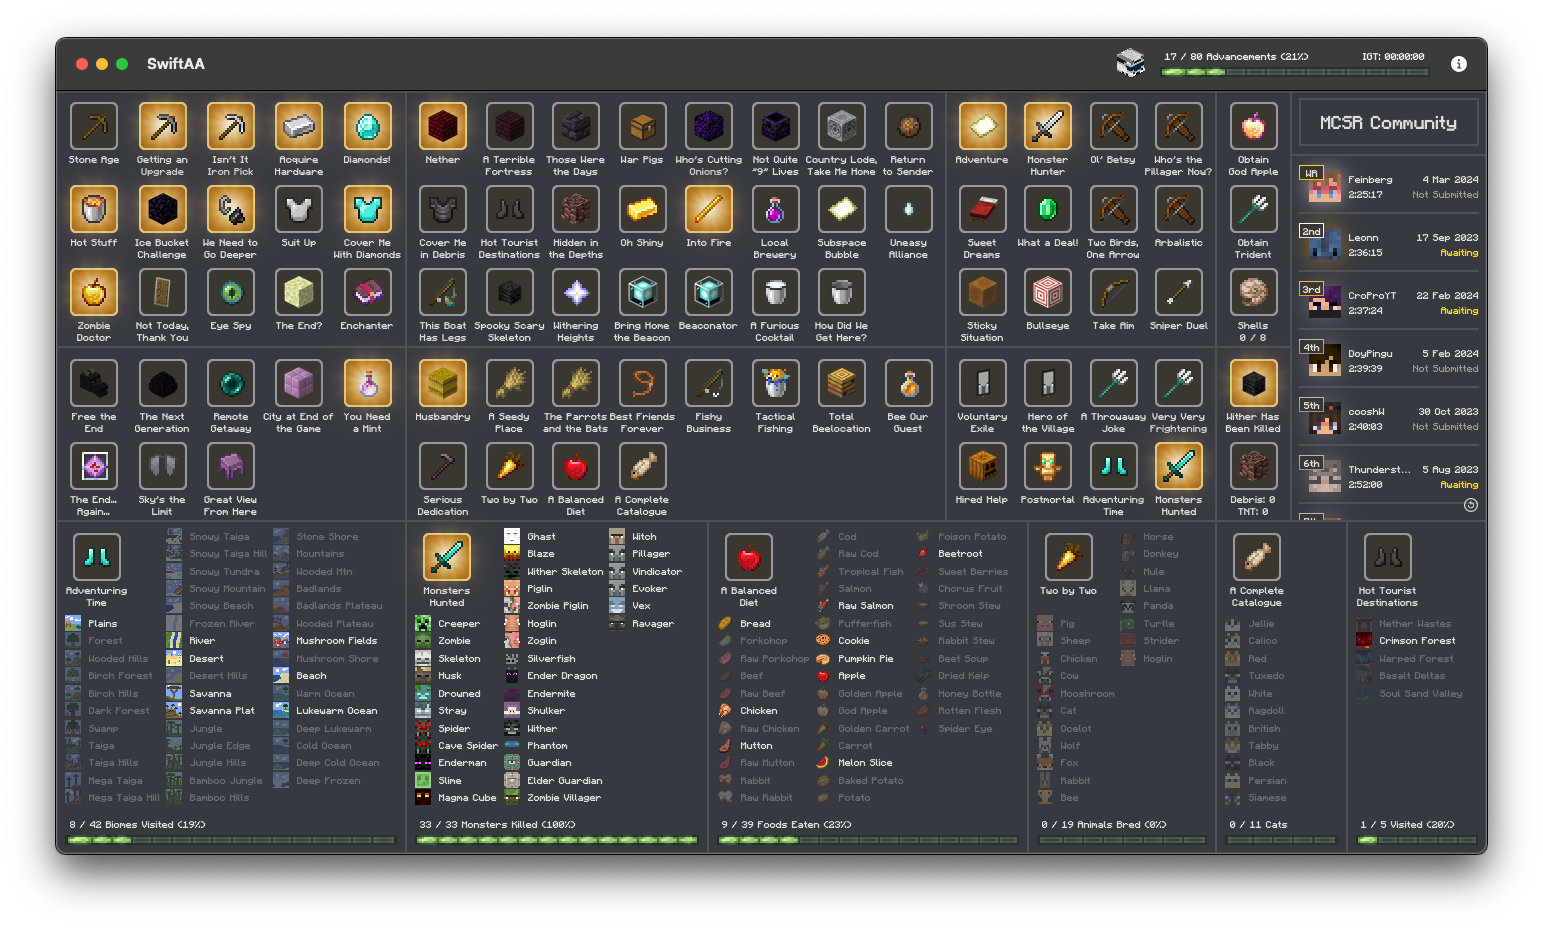 SwiftAA
17 / 80 Advancements (21%)
IGT: 00:00:00
Stone Age
Getting an
Upgrade
Isn't It
Iron Pick
Acquire
Hardware
Diamonds!
Hot Stuff
Ice Bucket
Challenge
We Need to
Go Deeper
Suit Up
Cover Me
With Diamonds
Zombie
Doctor
Not Today,
Thank You
Eye Spy
The End?
Enchanter
Nether
A Terrible
Fortress
Those Were
the Days
War Pigs
Who's Cutting
Onions?
Not Quite
"9" Lives
Country Lode,
Take Me Home
Return
to Sender
Cover Me
in Debris
Hot Tourist
Destinations
Hidden in
the Depths
Oh Shiny
Into Fire
Local
Brewery
Subspace
Bubble
Uneasy
Alliance
This Boat
Has Legs
Spooky Scary
Skeleton
Withering
Heights
Bring Home
the Beacon
Beaconator
A Furious
Cocktail
How Did We
Get Here?
Adventure
Monster
Hunter
Ol' Betsy
Who's the
Pillager Now?
Sweet
Dreams
What a Deal!
Two Birds,
One Arrow
Arbalistic
Sticky
Situation
Bullseye
Take Aim
Sniper Duel
Obtain
God Apple
Obtain
Trident
Shells
0 / 8
MCSR Community
WR
Feinberg
4 Mar 2024
2:25:17
Not Submitted
2nd
Leonn
17 Sep 2023
2:36:15
Awaiting
3rd
CroProYT
22 Feb 2024
2:37:24
Awaiting
4th
DoyPingu
5 Feb 2024
2:39:39
Not Submitted
5th
cooshW
30 Oct 2023
2:40:03
Not Submitted
6th
Thunderst...
5 Aug 2023
2:52:00
Awaiting
Free the
End
The Next
Generation
Remote
Getaway
City at End of
the Game
You Need
a Mint
The End...
Again...
Sky's the
Limit
Great View
From Here
Husbandry
A Seedy
Place
The Parrots
and the Bats
Best Friends
Forever
Fishy
Business
Tactical
Fishing
Total
Beelocation
Bee Our
Guest
Serious
Dedication
Two by Two
A Balanced
Diet
A Complete
Catalogue
Voluntary
Exile
Hero of
the Village
A Throwaway
Joke
Very Very
Frightening
Hired Help
Postmortal
Adventuring
Time
Monsters
Hunted
Wither Has
Been Killed
Debris: 0
TNT: 0
Adventuring
Time
Plains
Forest
Wooded Hills
Birch Forest
Birch Hills
Dark Forest
Swamp
Taiga
Taiga Hills
Mega Taiga
Mega Taiga Hill
Snowy Taiga
Snowy Taiga Hill
Snowy Tundra
Snowy Mountain
Snowy Beach
Frozen River
River
Desert
Desert Hills
Savanna
Savanna Plat
Jungle
Jungle Edge
Jungle Hills
Bamboo Jungle
Bamboo Hills
Stone Shore
Mountains
Wooded Mtn
Badlands
Badlands Plateau
Wooded Plateau
Mushroom Fields
Mushroom Shore
Beach
Warm Ocean
Lukewarm Ocean
Deep Lukewarm
Cold Ocean
Deep Cold Ocean
Deep Frozen
8 / 42 Biomes Visited (19%)
Monsters
Hunted
Creeper
Zombie
Skeleton
Husk
Drowned
Stray
Spider
Cave Spider
Enderman
Slime
Magma Cube
Ghast
Blaze
Wither Skeleton
Piglin
Zombie Piglin
Hoglin
Zoglin
Silverfish
Ender Dragon
Endermite
Shulker
Wither
Phantom
Guardian
Elder Guardian
Zombie Villager
Witch
Pillager
Vindicator
Evoker
Vex
Ravager
33 / 33 Monsters Killed (100%)
A Balanced
Diet
Bread
Porkchop
Raw Porkchop
Beef
Raw Beef
Chicken
Raw Chicken
Mutton
Raw Mutton
Rabbit
Raw Rabbit
Cod
Raw Cod
Tropical Fish
Salmon
Raw Salmon
Pufferfish
Cookie
Pumpkin Pie
Apple
Golden Apple
God Apple
Golden Carrot
Carrot
Melon Slice
Baked Potato
Potato
Poison Potato
Beetroot
Sweet Berries
Chorus Fruit
Shroom Stew
Sus Stew
Rabbit Stew
Beet Soup
Dried Kelp
Honey Bottle
Rotten Flesh
Spider Eye
9 / 39 Foods Eaten (23%)
Two by Two
Pig
Sheep
Chicken
Cow
Mooshroom
Cat
Ocelot
Wolf
Fox
Rabbit
Bee
Horse
Donkey
Mule
Llama
Panda
Turtle
Strider
Hoglin
0 / 19 Animals Bred (0%)
A Complete
Catalogue
Jellie
Calico
Red
Tuxedo
White
Ragdoll
British
Tabby
Black
Persian
Siamese
0 / 11 Cats
Hot Tourist
Destinations
Nether Wastes
Crimson Forest
Warped Forest
Basalt Deltas
Soul Sand Valley
1 / 5 Visited (20%)